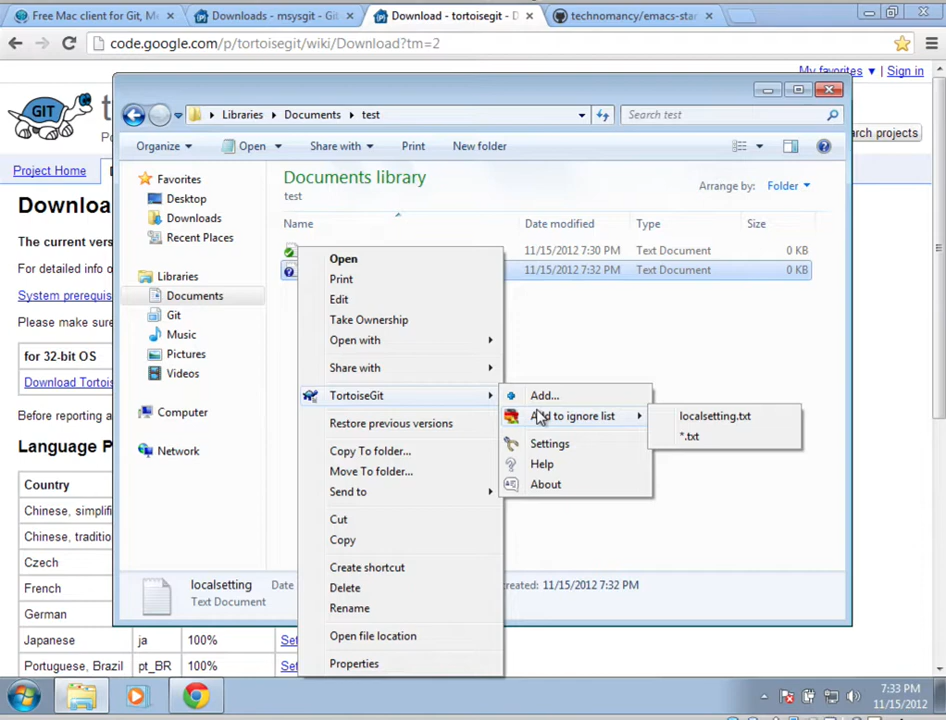 Free Mac client for Git, M
Downloads - msysgit - Git
Download - tortoisegit - D
technomancy/emacs-star
code.google.com/p/tortoisegit/wiki/Download?tm=2
My favorites ▼ | Sign in
GIT
t
Libraries ▸ Documents ▸ test
Search test
earch projects
Organize ▼ Open ▼ Share with ▼ Print New folder
Project Home
Favorites
Desktop
Downloads
Recent Places
Libraries
Documents
Git
Music
Pictures
Videos
Computer
Network
Documents library
test
Arrange by: Folder ▼
Name Date modified Type Size
11/15/2012 7:30 PM Text Document 0 KB
11/15/2012 7:32 PM Text Document 0 KB
Downloa
The current vers
For detailed info o
System prerequis
Please make sure
for 32-bit OS
Download Tortois
Before reporting a
Country
Chinese, simplifi
Chinese, tradition
Czech
French
German
Japanese ja 100%
Portuguese, Brazil pt_BR 100%
Open
Print
Edit
Take Ownership
Open with
Share with
TortoiseGit
Restore previous versions
Copy To folder...
Move To folder...
Send to
Cut
Copy
Create shortcut
Delete
Rename
Open file location
Properties
Add...
Add to ignore list
Settings
Help
About
localsetting.txt
*.txt
localsetting Date
Text Document
created: 11/15/2012 7:32 PM
7:33 PM
11/15/2012